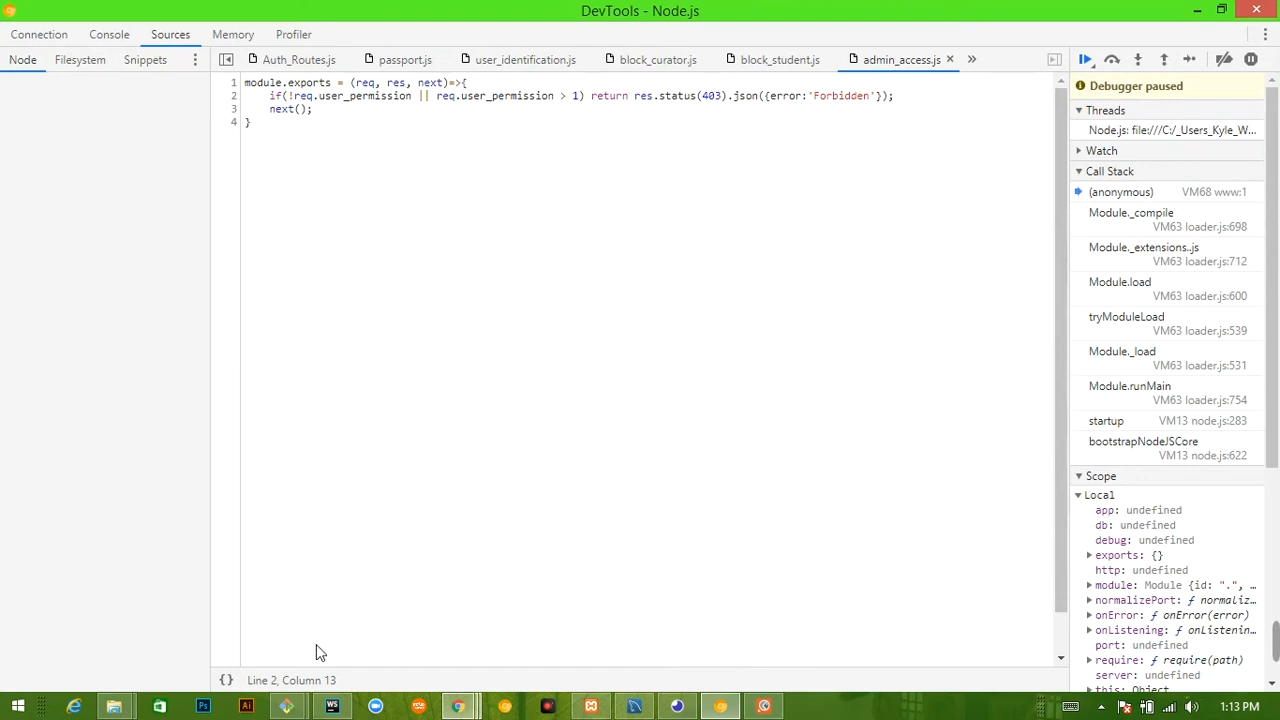 DevTools - Node.js
Connection Console Sources Memory Profiler
Node Filesystem Snippets
Auth_Routes.js passport.js user_identification.js block_curator.js block_student.js admin_access.js × »
1 module.exports = (req, res, next)=>{
2 if(!req.user_permission || req.user_permission > 1) return res.status(403).json({error:'Forbidden'});
3 next();
4 }
{} Line 2, Column 13
Debugger paused
Threads
Node.js: file:///C:/_Users_Kyle_W...
Watch
Call Stack
(anonymous) VM68 www:1
Module._compile
VM63 loader.js:698
Module._extensions..js
VM63 loader.js:712
Module.load
VM63 loader.js:600
tryModuleLoad
VM63 loader.js:539
Module._load
VM63 loader.js:531
Module.runMain
VM63 loader.js:754
startup VM13 node.js:283
bootstrapNodeJSCore
VM13 node.js:622
Scope
Local
app: undefined
db: undefined
debug: undefined
exports: {}
http: undefined
module: Module {id: ".", …
normalizePort: ƒ normaliz…
onError: ƒ onError(error)
onListening: ƒ onListenin…
port: undefined
require: ƒ require(path)
server: undefined
this: Object
Ps Ai WS
1:13 PM